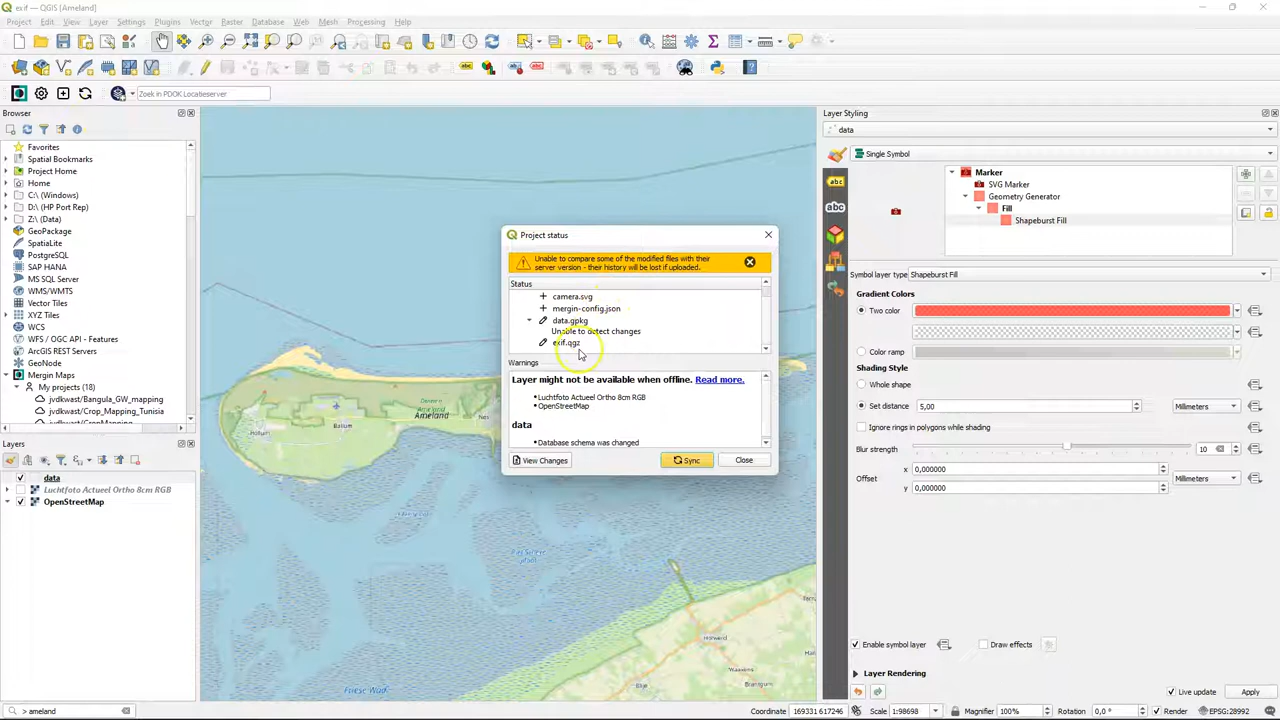 exif — QGIS [Ameland]
Project Edit View Layer Settings Plugins Vector Raster Database Web Mesh Processing Help
Zoek in PDOK Locatieserver
Browser
Favorites
Spatial Bookmarks
Project Home
Home
C:\ (Windows)
D:\ (HP Port Rep)
Z:\ (Data)
GeoPackage
SpatiaLite
PostgreSQL
SAP HANA
MS SQL Server
WMS/WMTS
Vector Tiles
XYZ Tiles
WCS
WFS / OGC API - Features
ArcGIS REST Servers
GeoNode
Mergin Maps
My projects (18)
jvdkwast/Bangula_GW_mapping
jvdkwast/Crop_Mapping_Tunisia
Layers
data
Luchtfoto Actueel Ortho 8cm RGB
OpenStreetMap
Hollum
Ballum
Nes
Ameland
Holwerd
Project status
Unable to compare some of the modified files with their
server version - their history will be lost if uploaded.
Status
camera.svg
mergin-config.json
data.gpkg
Unable to detect changes
exif.qgz
Warnings
Layer might not be available when offline. Read more.
Luchtfoto Actueel Ortho 8cm RGB
OpenStreetMap
data
Database schema was changed
View Changes
Sync
Close
Layer Styling
data
Single Symbol
Marker
SVG Marker
Geometry Generator
Fill
Shapeburst Fill
Symbol layer type Shapeburst Fill
Gradient Colors
Two color
Color ramp
Shading Style
Whole shape
Set distance 5,00 Millimeters
Ignore rings in polygons while shading
Blur strength 10
x 0,000000
Offset Millimeters
y 0,000000
Enable symbol layer Draw effects
Layer Rendering
Live update Apply
> ameland
Coordinate 169331 617246 Scale 1:98698 Magnifier 100% Rotation 0,0 ° Render EPSG:28992